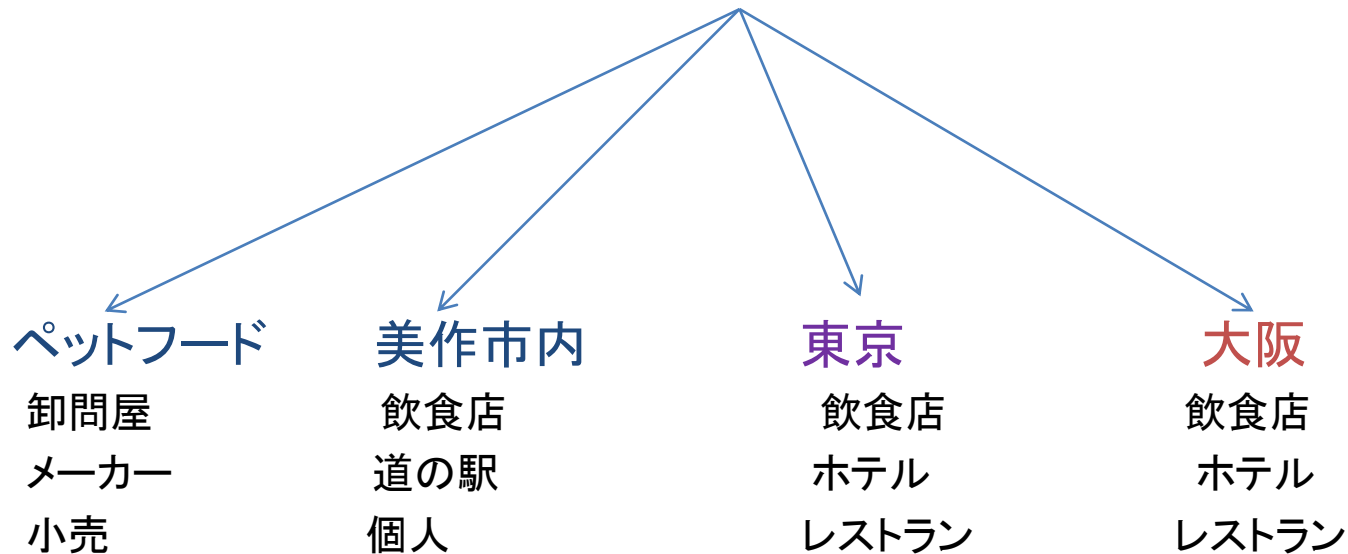 ペットフード 美作市内 東京 大阪
卸問屋 飲食店 飲食店 飲食店
メーカー 道の駅 ホテル ホテル
小売 個人 レストラン レストラン